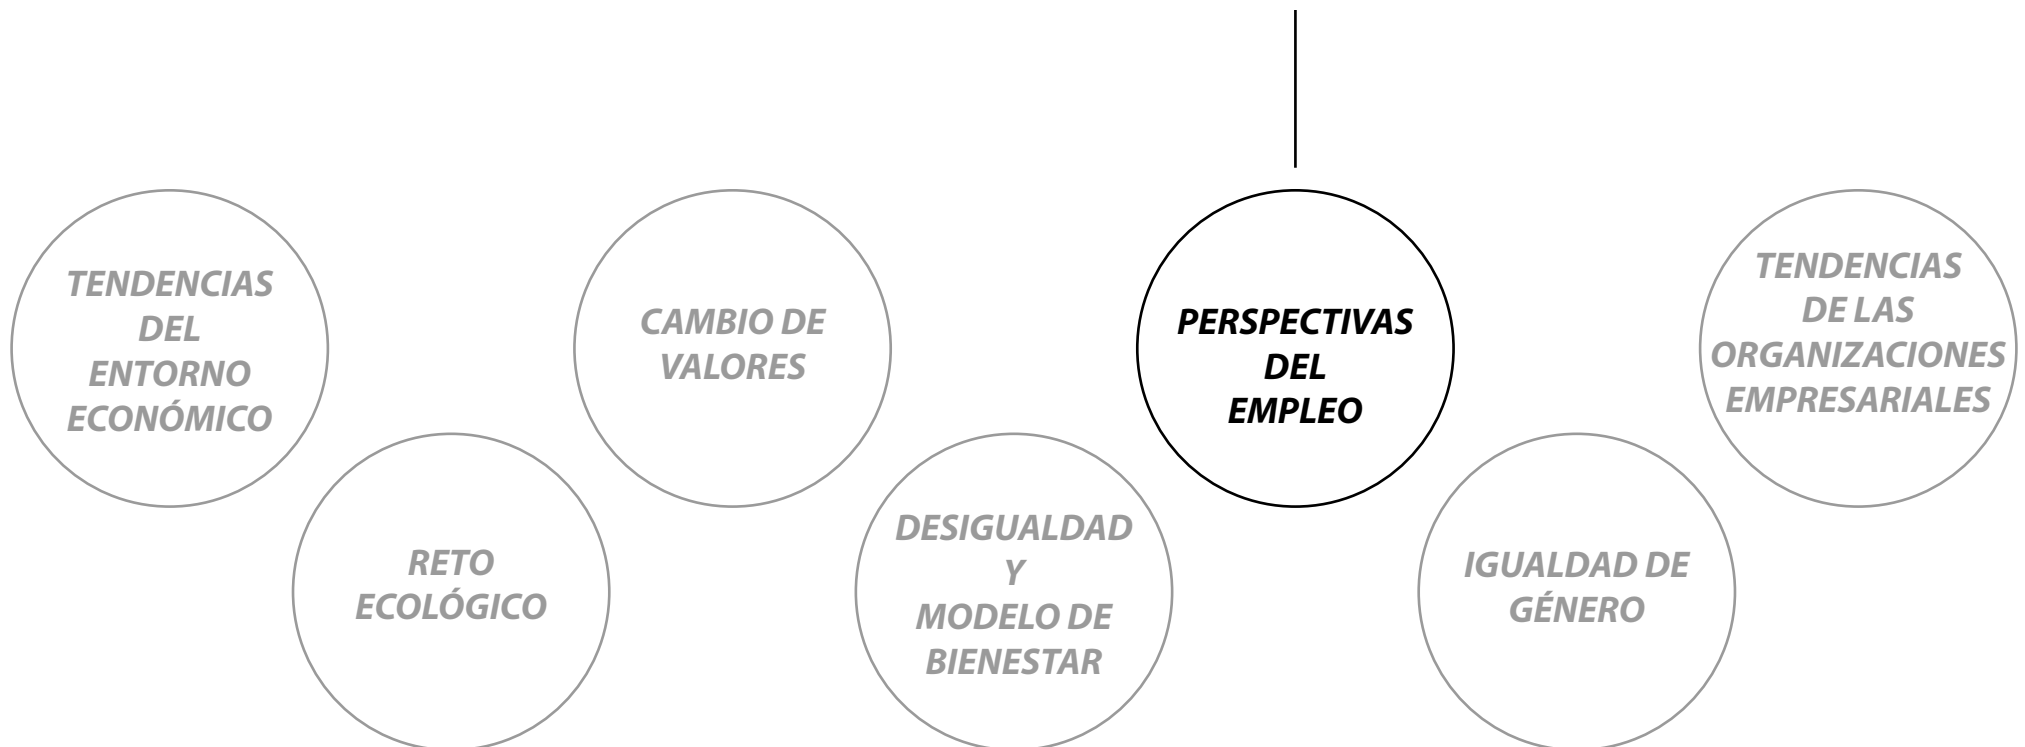 TENDENCIAS
DEL
ENTORNO
ECONÓMICO
RETO
ECOLÓGICO
CAMBIO DE
VALORES
DESIGUALDAD
Y
MODELO DE
BIENESTAR
PERSPECTIVAS
DEL
EMPLEO
IGUALDAD DE
GÉNERO
TENDENCIAS
DE LAS
ORGANIZACIONES
EMPRESARIALES